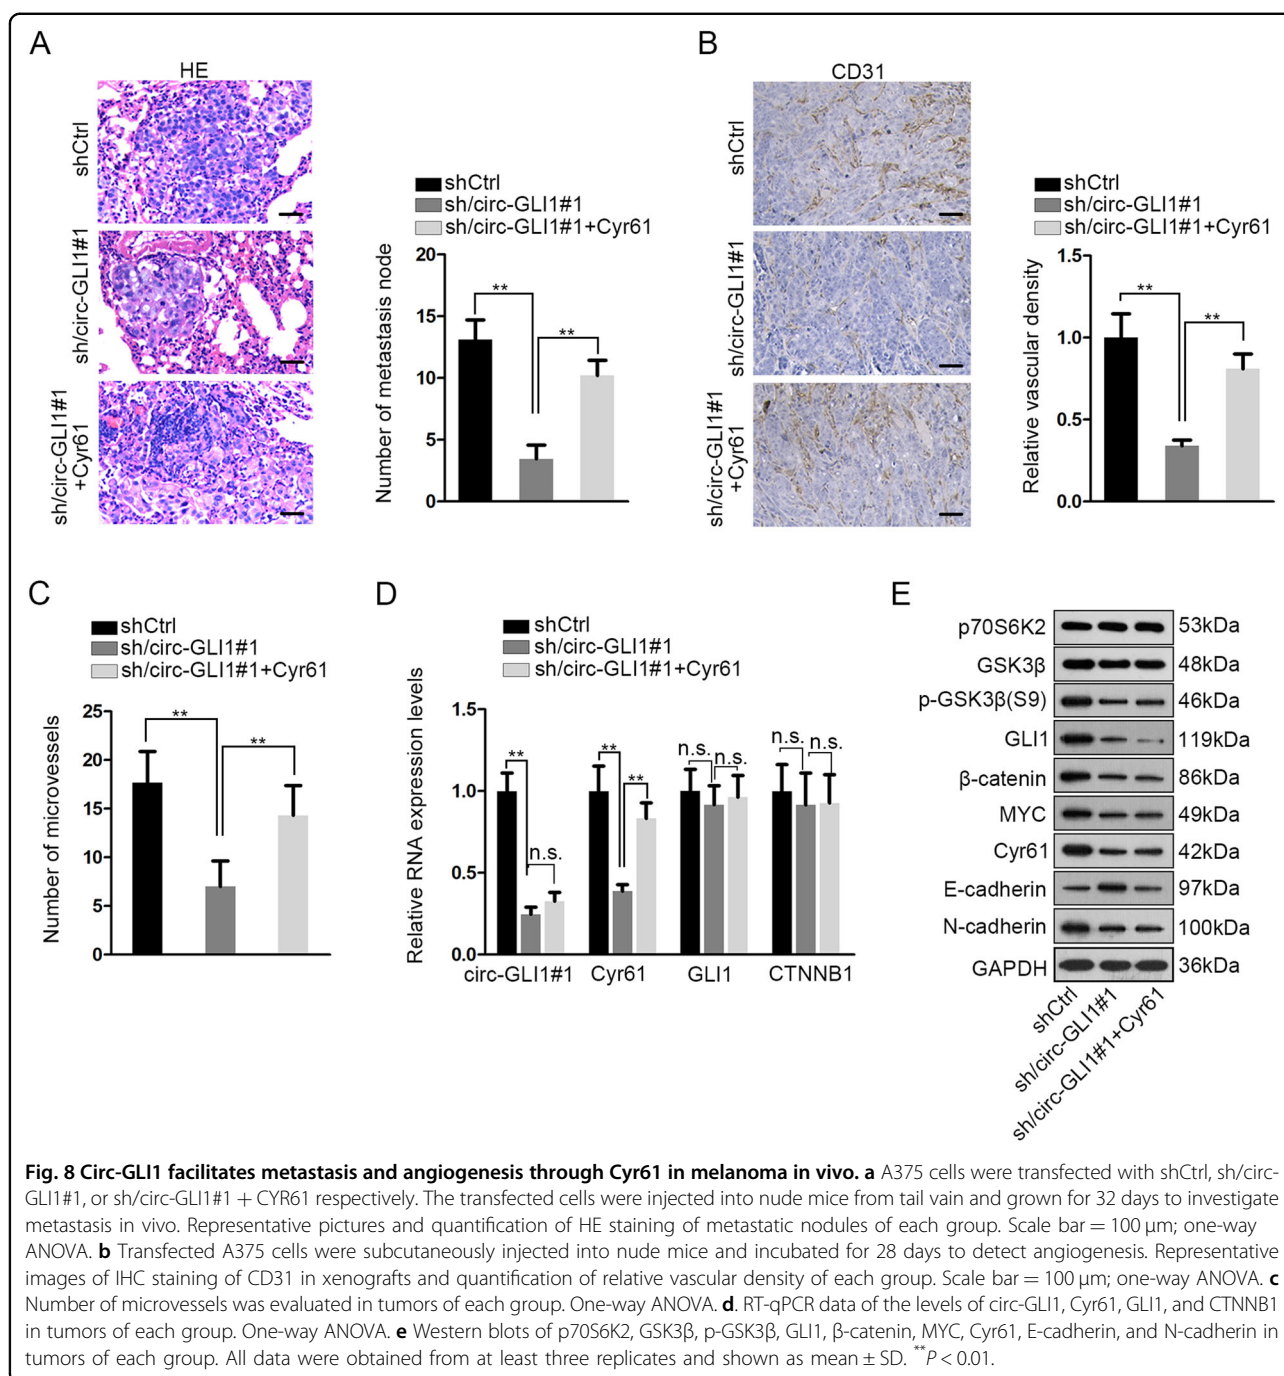 A
HE
shCtrl
sh/circ-GLI1#1
sh/circ-GLI1#1
+Cyr61
shCtrl
sh/circ-GLI1#1
sh/circ-GLI1#1+Cyr61
Number of metastasis node
20
15
10
5
0
**
**
B
CD31
shCtrl
sh/circ-GLI1#1
sh/circ-GLI1#1
+Cyr61
shCtrl
sh/circ-GLI1#1
sh/circ-GLI1#1+Cyr61
Relative vascular density
1.5
1.0
0.5
0.0
**
**
C
shCtrl
sh/circ-GLI1#1
sh/circ-GLI1#1+Cyr61
Number of microvessels
25
20
15
10
5
0
**
**
D
shCtrl
sh/circ-GLI1#1
sh/circ-GLI1#1+Cyr61
Relative RNA expression levels
1.5
1.0
0.5
0.0
**
n.s.
**
**
n.s.
n.s.
n.s.
n.s.
circ-GLI1#1 Cyr61 GLI1 CTNNB1
E
p70S6K2 53kDa
GSK3β 48kDa
p-GSK3β(S9) 46kDa
GLI1 119kDa
β-catenin 86kDa
MYC 49kDa
Cyr61 42kDa
E-cadherin 97kDa
N-cadherin 100kDa
GAPDH 36kDa
shCtrl
sh/circ-GLI1#1
sh/circ-GLI1#1+Cyr61
Fig. 8 Circ-GLI1 facilitates metastasis and angiogenesis through Cyr61 in melanoma in vivo. a A375 cells were transfected with shCtrl, sh/circ-
GLI1#1, or sh/circ-GLI1#1 + CYR61 respectively. The transfected cells were injected into nude mice from tail vain and grown for 32 days to investigate
metastasis in vivo. Representative pictures and quantification of HE staining of metastatic nodules of each group. Scale bar = 100 μm; one-way
ANOVA. b Transfected A375 cells were subcutaneously injected into nude mice and incubated for 28 days to detect angiogenesis. Representative
images of IHC staining of CD31 in xenografts and quantification of relative vascular density of each group. Scale bar = 100 μm; one-way ANOVA. c
Number of microvessels was evaluated in tumors of each group. One-way ANOVA. d. RT-qPCR data of the levels of circ-GLI1, Cyr61, GLI1, and CTNNB1
in tumors of each group. One-way ANOVA. e Western blots of p70S6K2, GSK3β, p-GSK3β, GLI1, β-catenin, MYC, Cyr61, E-cadherin, and N-cadherin in
tumors of each group. All data were obtained from at least three replicates and shown as mean ± SD. **P < 0.01.